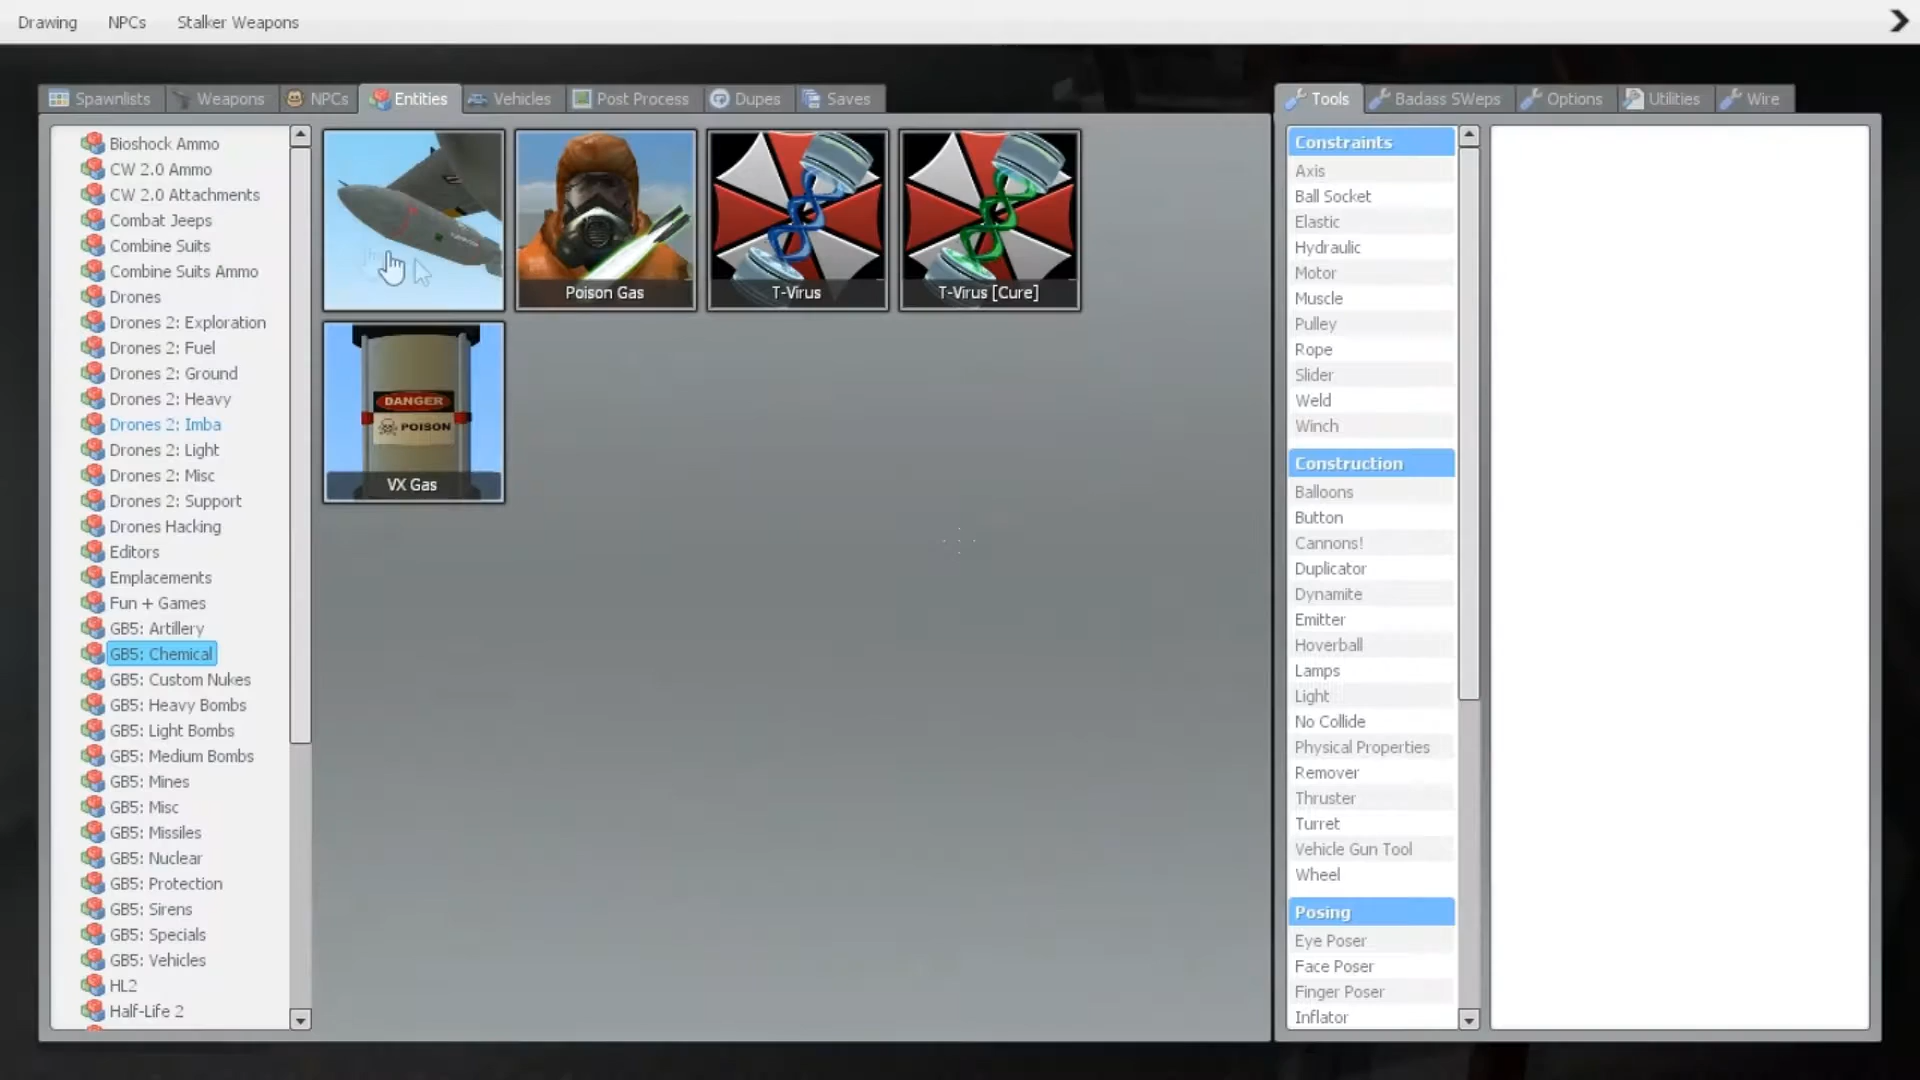 Drawing NPCs Stalker Weapons
Spawnlists Weapons NPCs Entities Vehicles Post Process Dupes Saves
Bioshock Ammo
CW 2.0 Ammo
CW 2.0 Attachments
Combat Jeeps
Combine Suits
Combine Suits Ammo
Drones
Drones 2: Exploration
Drones 2: Fuel
Drones 2: Ground
Drones 2: Heavy
Drones 2: Imba
Drones 2: Light
Drones 2: Misc
Drones 2: Support
Drones Hacking
Editors
Emplacements
Fun + Games
GB5: Artillery
GB5: Chemical
GB5: Custom Nukes
GB5: Heavy Bombs
GB5: Light Bombs
GB5: Medium Bombs
GB5: Mines
GB5: Misc
GB5: Missiles
GB5: Nuclear
GB5: Protection
GB5: Sirens
GB5: Specials
GB5: Vehicles
HL2
Half-Life 2
Poison Gas
T-Virus
T-Virus [Cure]
DANGER
POISON
VX Gas
Tools Badass SWeps Options Utilities Wire
Constraints
Axis
Ball Socket
Elastic
Hydraulic
Motor
Muscle
Pulley
Rope
Slider
Weld
Winch
Construction
Balloons
Button
Cannons!
Duplicator
Dynamite
Emitter
Hoverball
Lamps
Light
No Collide
Physical Properties
Remover
Thruster
Turret
Vehicle Gun Tool
Wheel
Posing
Eye Poser
Face Poser
Finger Poser
Inflator